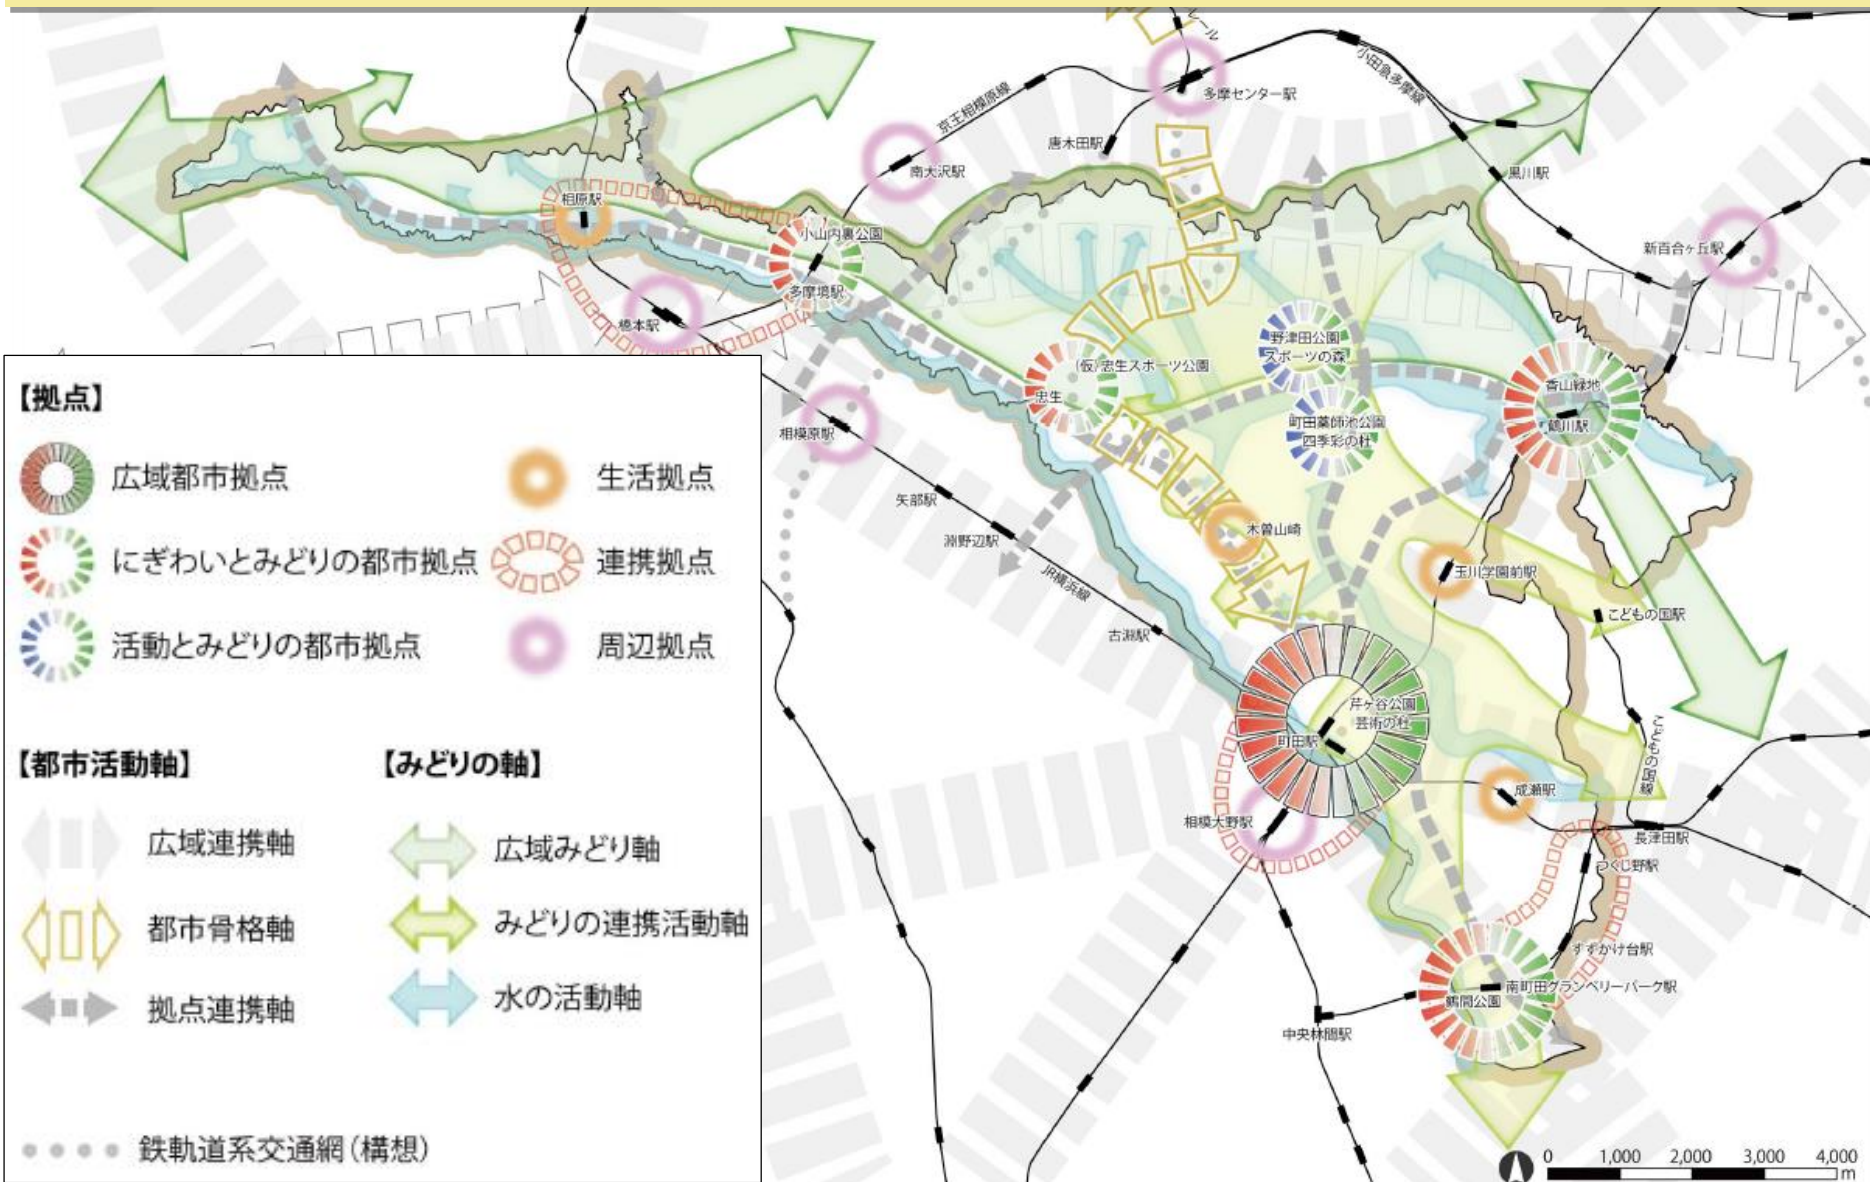 レール
多摩センター駅
小田急多摩線
京王相模原線
唐木田駅
南大沢駅
黒川駅
相原駅
小山内裏公園
新百合ヶ丘駅
多摩境駅
橋本駅
野津田公園
スポーツの森
(仮)忠生スポーツ公園
忠生
香山緑地
鶴川駅
町田薬師池公園
四季彩の杜
相模原駅
矢部駅
淵野辺駅
木曽山崎
JR横浜線
玉川学園前駅
こどもの国駅
古淵駅
芹ヶ谷公園
芸術の杜
町田駅
こどもの国線
成瀬駅
相模大野駅
長津田駅
つくし野駅
すずかけ台駅
南町田グランベリーパーク駅
鶴間公園
中央林間駅
【拠点】
広域都市拠点
生活拠点
にぎわいとみどりの都市拠点
連携拠点
活動とみどりの都市拠点
周辺拠点
【都市活動軸】
【みどりの軸】
広域連携軸
広域みどり軸
都市骨格軸
みどりの連携活動軸
拠点連携軸
水の活動軸
鉄軌道系交通網(構想)
0 1,000 2,000 3,000 4,000
m